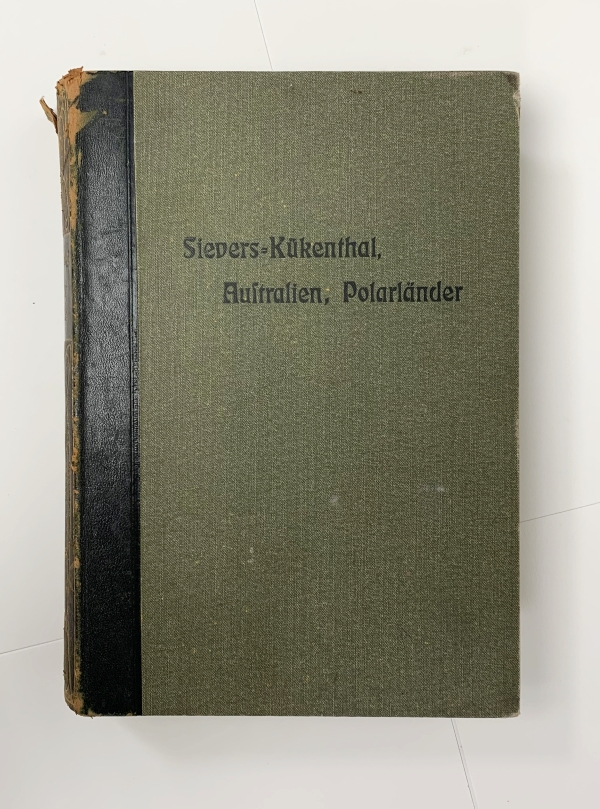 Sievers-Kükenthal,
Auſtralien, Polarländer